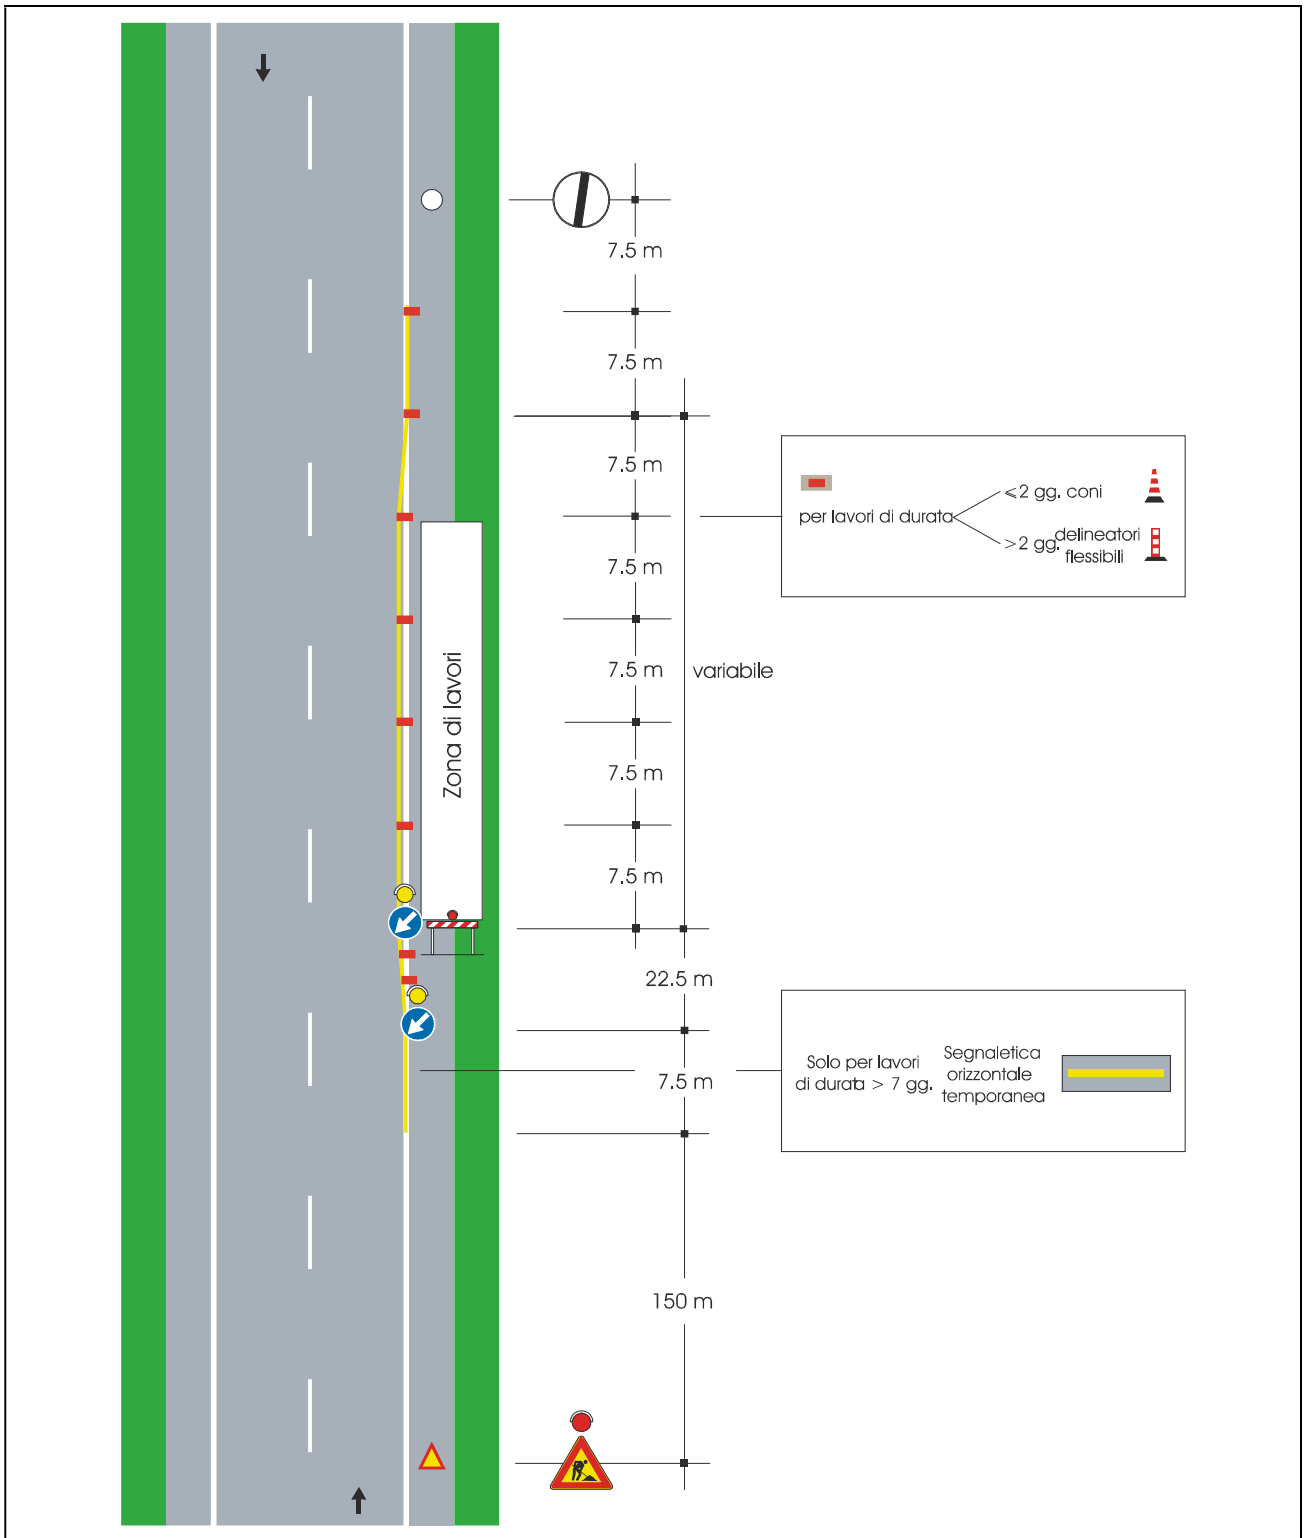 7.5 m
7.5 m
7.5 m
≤2 gg. coni
per lavori di durata
>2 gg. delineatori
flessibili
7.5 m
7.5 m
variabile
Zona di lavori
7.5 m
7.5 m
22.5 m
Solo per lavori
di durata > 7 gg.
Segnaletica
orizzontale
temporanea
7.5 m
150 m